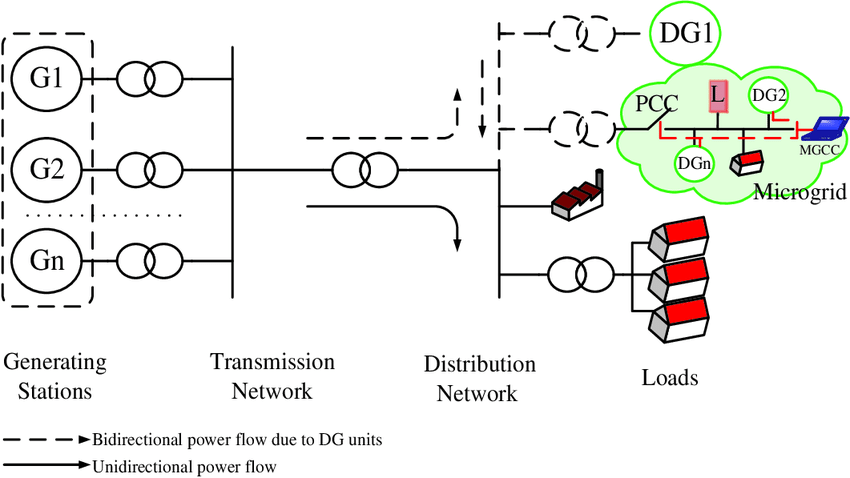 G1
G2
Gn
DG1
PCC
L
DG2
DGn
MGCC
Microgrid
Generating
Stations
Transmission
Network
Distribution
Network
Loads
Bidirectional power flow due to DG units
Unidirectional power flow